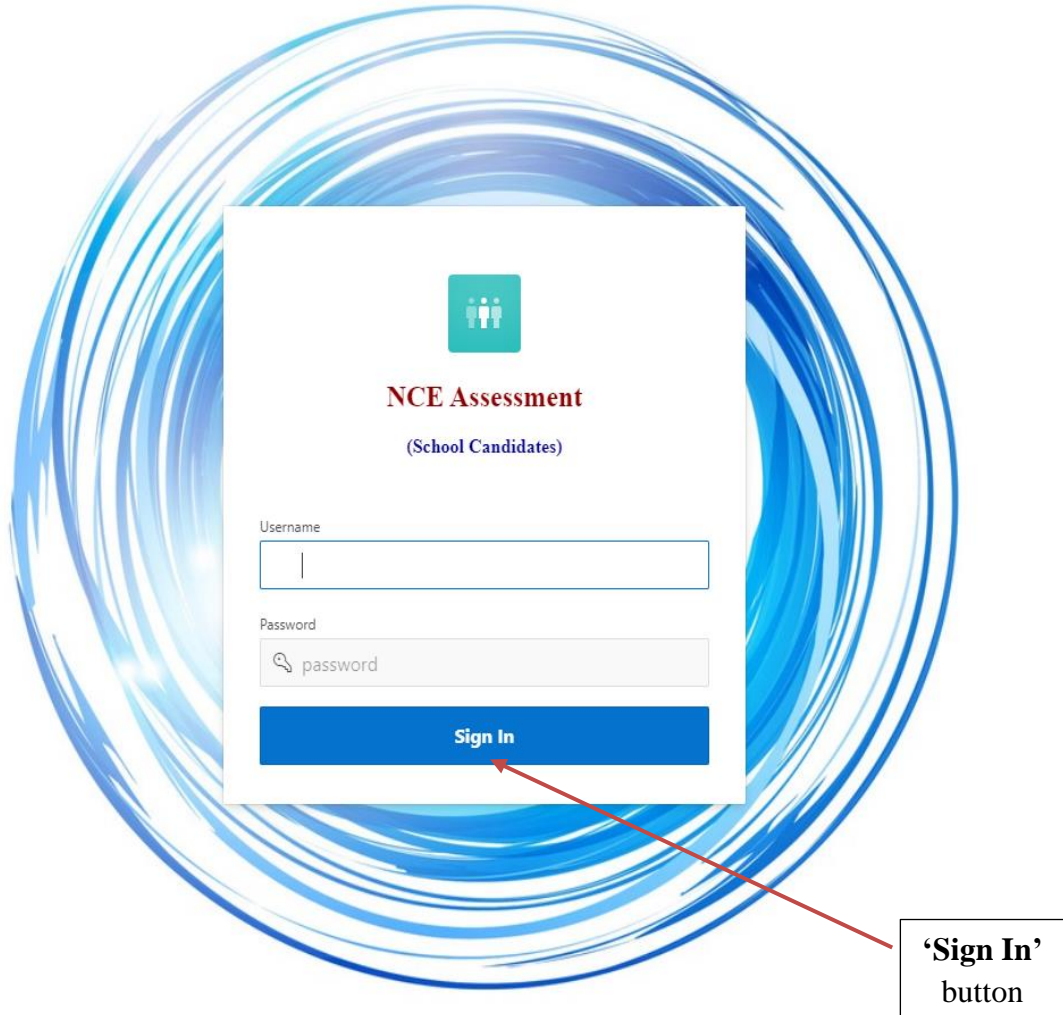 NCE Assessment
(School Candidates)
Username
Password
password
Sign In
‘Sign In’
button